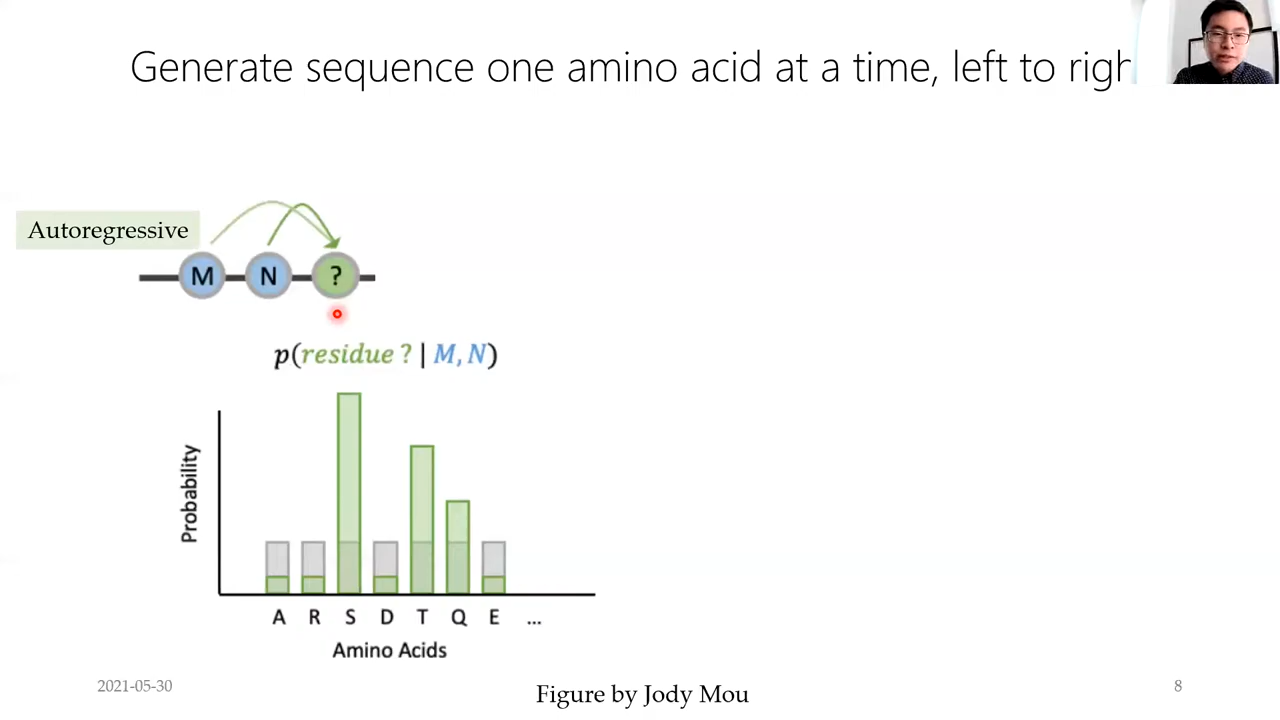 Generate sequence one amino acid at a time, left to righ
Autoregressive
M N ?
p(residue ? | M, N)
Probability
A R S D T Q E ...
Amino Acids
2021-05-30
Figure by Jody Mou
8